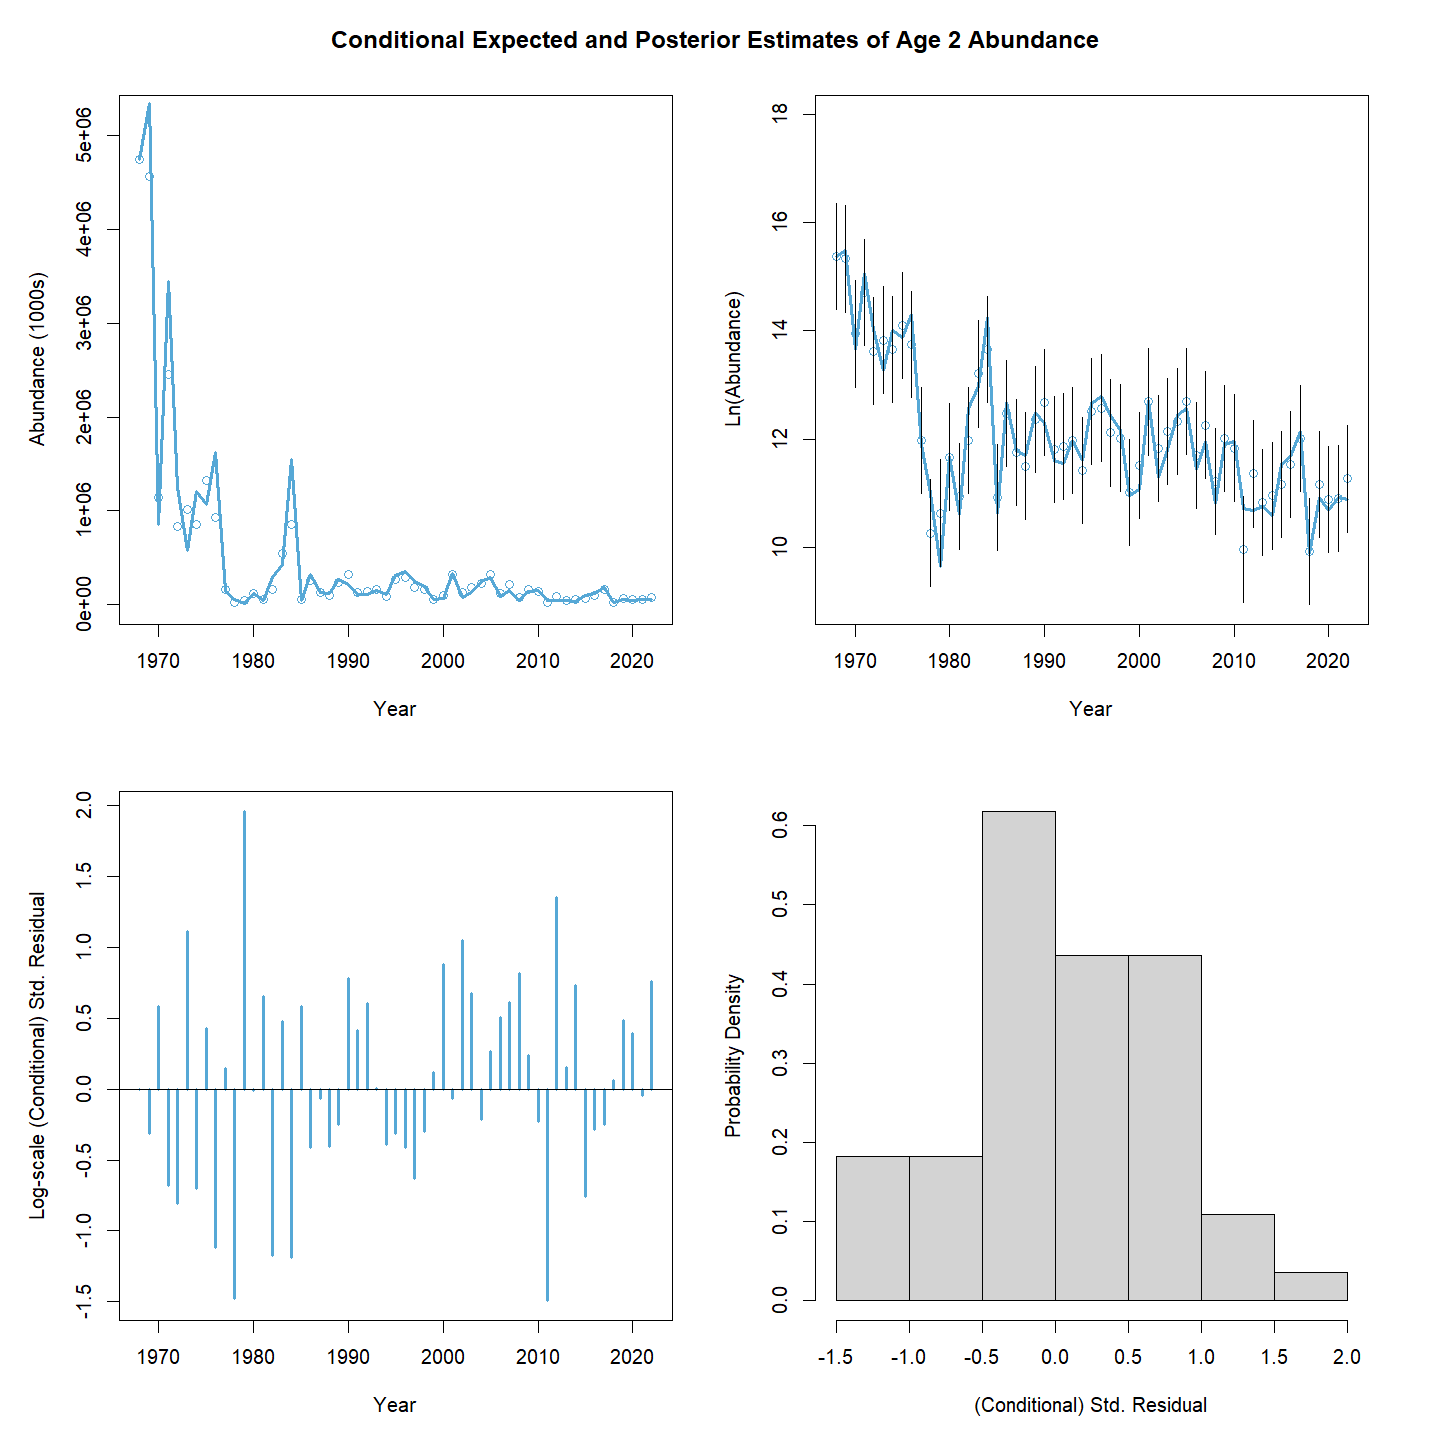 Conditional Expected and Posterior Estimates of Age 2 Abundance
Abundance (1000s)
0e+00 1e+06 2e+06 3e+06 4e+06 5e+06
1970 1980 1990 2000 2010 2020
Year
Ln(Abundance)
10 12 14 16 18
1970 1980 1990 2000 2010 2020
Year
Log-scale (Conditional) Std. Residual
-1.5 -1.0 -0.5 0.0 0.5 1.0 1.5 2.0
1970 1980 1990 2000 2010 2020
Year
Probability Density
0.0 0.1 0.2 0.3 0.4 0.5 0.6
-1.5 -1.0 -0.5 0.0 0.5 1.0 1.5 2.0
(Conditional) Std. Residual